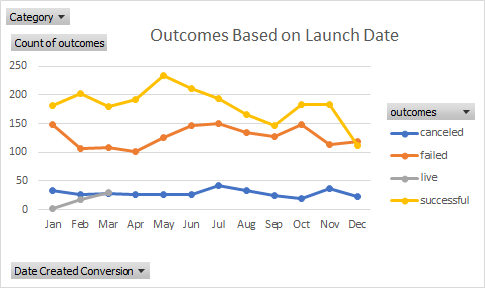 Category
Count of outcomes
Outcomes Based on Launch Date
250
200
150
100
50
0
Jan Feb Mar Apr May Jun Jul Aug Sep Oct Nov Dec
outcomes
canceled
failed
live
successful
Date Created Conversion